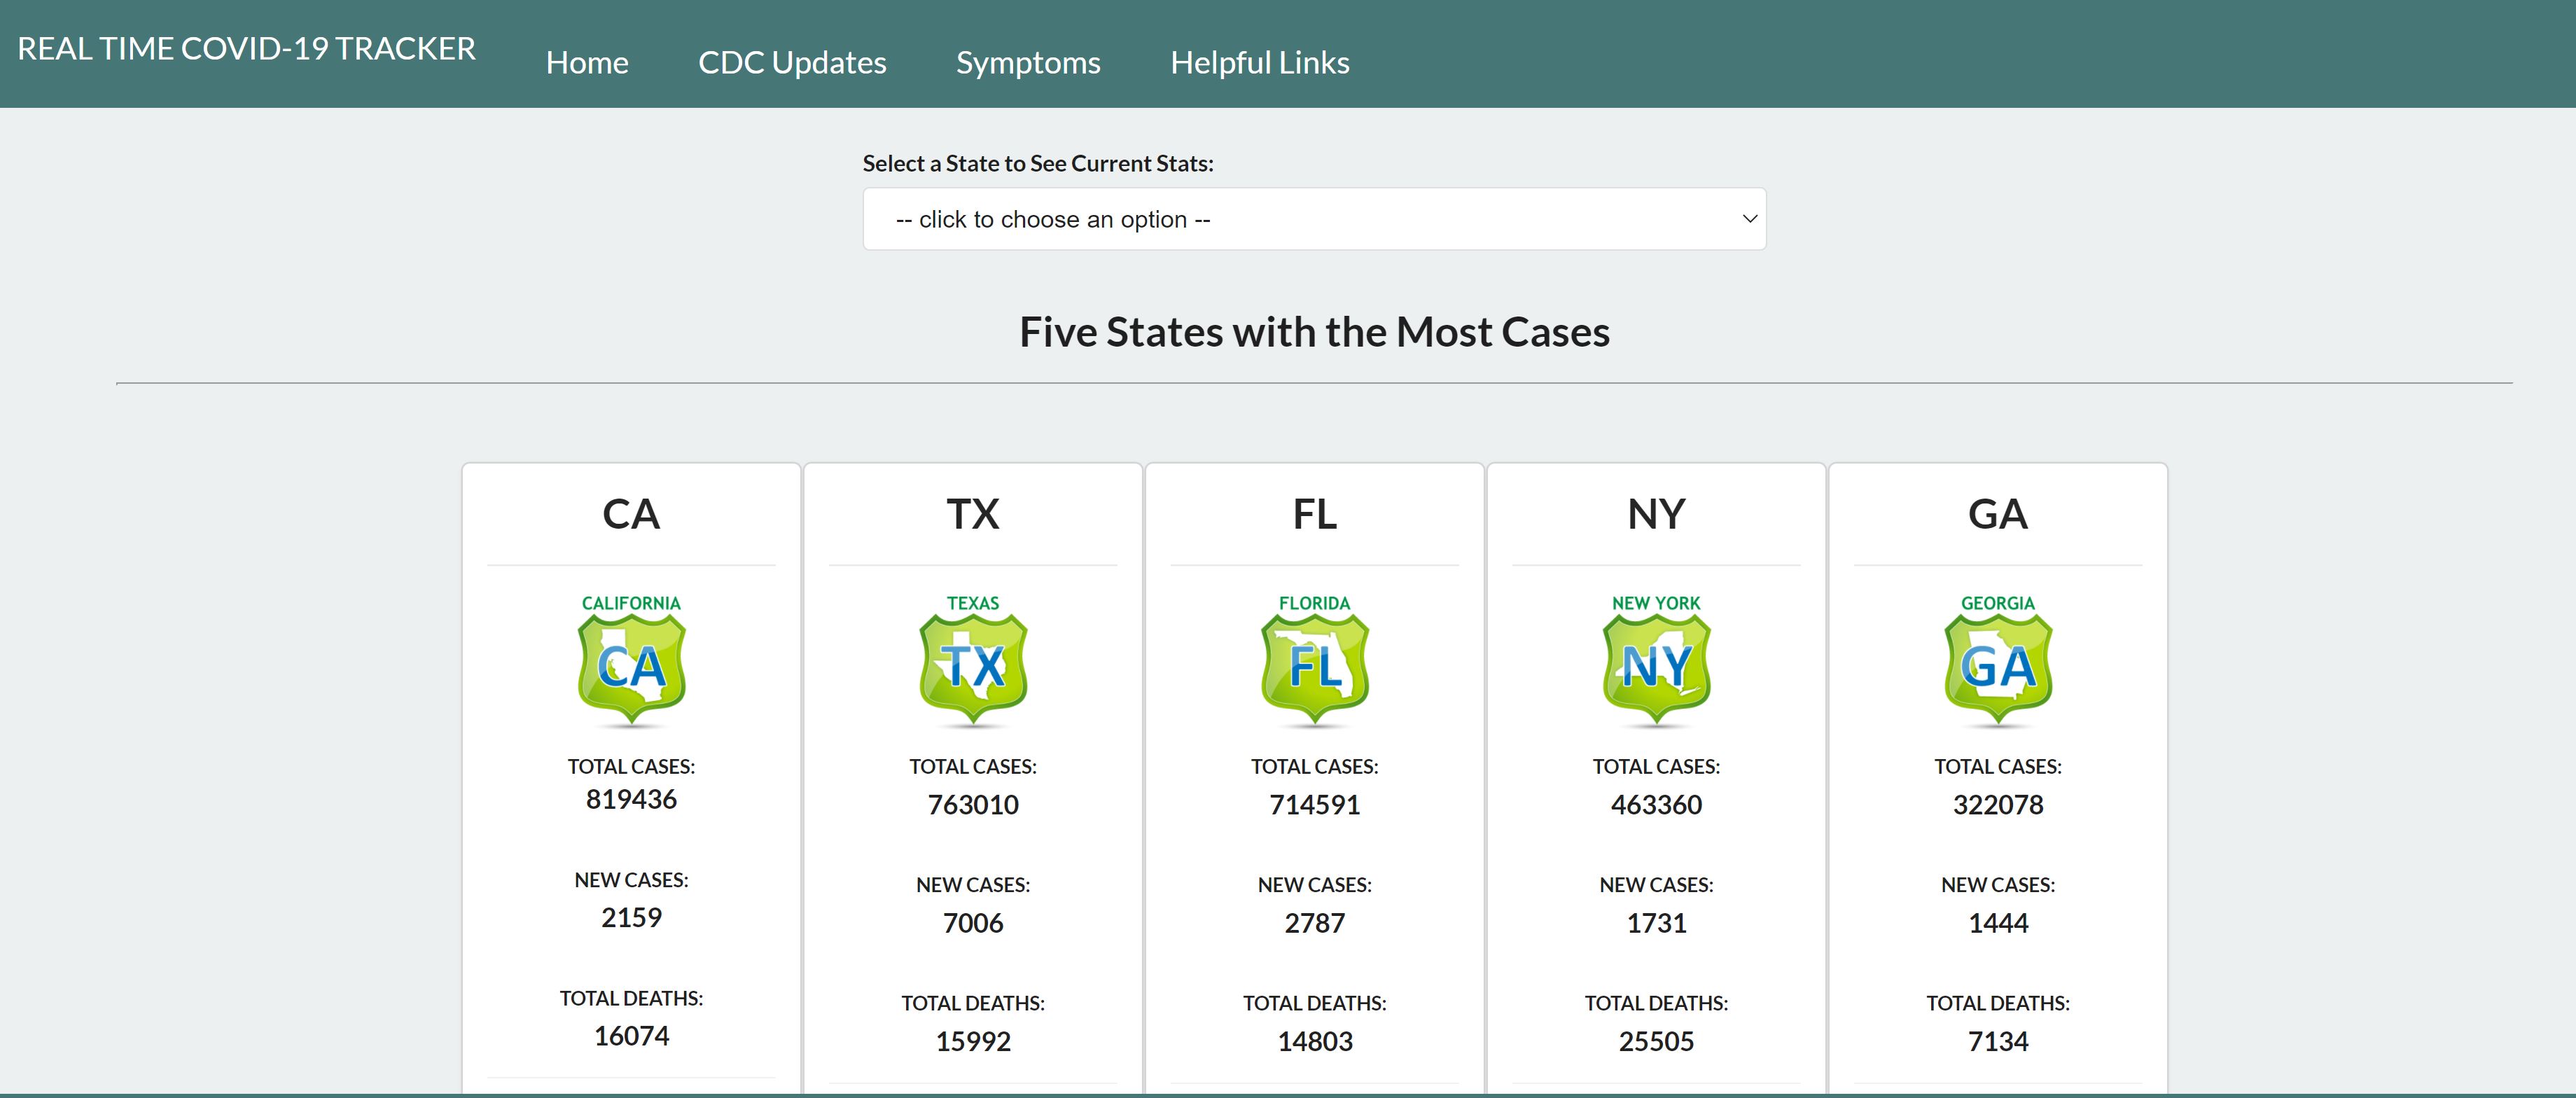 REAL TIME COVID-19 TRACKER
Home
CDC Updates
Symptoms
Helpful Links
Select a State to See Current Stats:
-- click to choose an option --
Five States with the Most Cases
CA
CALIFORNIA
CA
TOTAL CASES:
819436
NEW CASES:
2159
TOTAL DEATHS:
16074
TX
TEXAS
TX
TOTAL CASES:
763010
NEW CASES:
7006
TOTAL DEATHS:
15992
FL
FLORIDA
FL
TOTAL CASES:
714591
NEW CASES:
2787
TOTAL DEATHS:
14803
NY
NEW YORK
NY
TOTAL CASES:
463360
NEW CASES:
1731
TOTAL DEATHS:
25505
GA
GEORGIA
GA
TOTAL CASES:
322078
NEW CASES:
1444
TOTAL DEATHS:
7134